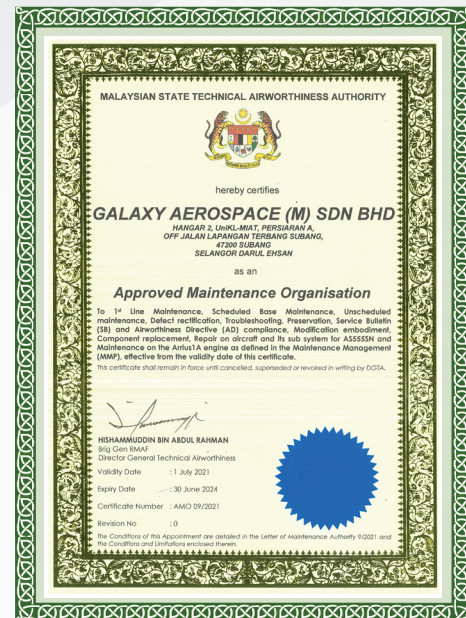 MALAYSIAN STATE TECHNICAL AIRWORTHINESS AUTHORITY
hereby certifies
GALAXY AEROSPACE (M) SDN BHD
HANGAR 2, UniKL-MIAT, PERSIARAN A,
OFF JALAN LAPANGAN TERBANG SUBANG,
47200 SUBANG
SELANGOR DARUL EHSAN
as an
Approved Maintenance Organisation
To 1st Line Maintenance, Scheduled Base Maintenance, Unscheduled
maintenance, Defect rectification, Troubleshooting, Preservation, Service Bulletin
(SB) and Airworthiness Directive (AD) compliance, Modification embodiment,
Component replacement, Repair on aircraft and its sub system for AS555SN and
Maintenance on the Arrius1A engine as defined in the Maintenance Management
(MMP), effective from the validity date of this certificate.
This certificate shall remain in force until cancelled, superseded or revoked in writing by DGTA.
HISHAMMUDDIN BIN ABDUL RAHMAN
Brig Gen RMAF
Director General Technical Airworthiness
Validity Date : 1 July 2021
Expiry Date : 30 June 2024
Certificate Number : AMO 09/2021
Revision No : 0
The Conditions of this Appointment are detailed in the Letter of Maintenance Authority 9/2021 and
the Conditions and Limitations enclosed therein.